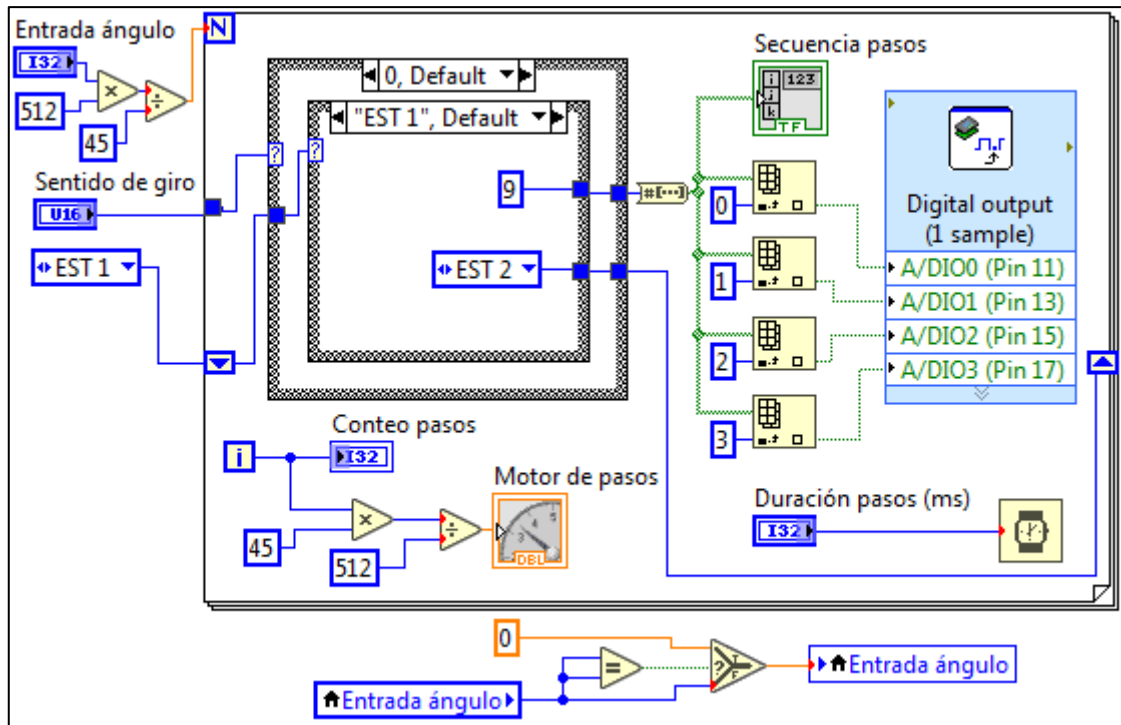 Entrada ángulo
I32
512
45
N
Sentido de giro
U16
EST 1
0, Default
"EST 1", Default
9
EST 2
#[...]
Secuencia pasos
i
j
k
123
TF
0
1
2
3
Digital output
(1 sample)
A/DIO0 (Pin 11)
A/DIO1 (Pin 13)
A/DIO2 (Pin 15)
A/DIO3 (Pin 17)
Conteo pasos
i
I32
45
512
Motor de pasos
3
4
5
DBL
Duración pasos (ms)
I32
0
=
?
T
F
Entrada ángulo
Entrada ángulo